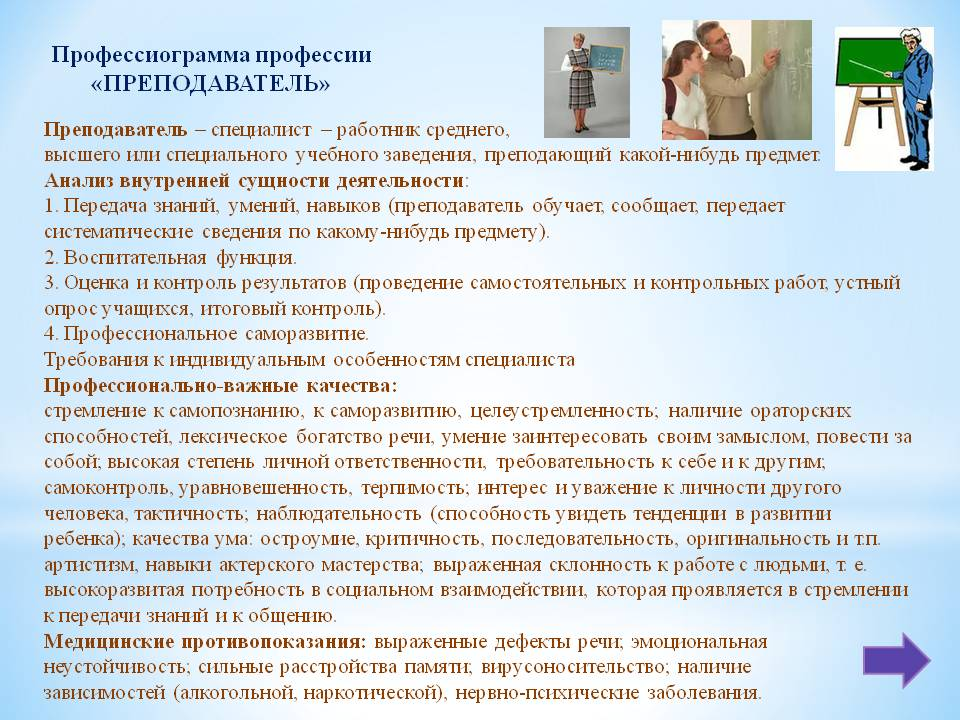 Профессиограмма профессии
«ПРЕПОДАВАТЕЛЬ»
Преподаватель – специалист – работник среднего,
высшего или специального учебного заведения, преподающий какой-нибудь предмет.
Анализ внутренней сущности деятельности:
1. Передача знаний, умений, навыков (преподаватель обучает, сообщает, передает
систематические сведения по какому-нибудь предмету).
2. Воспитательная функция.
3. Оценка и контроль результатов (проведение самостоятельных и контрольных работ, устный
опрос учащихся, итоговый контроль).
4. Профессиональное саморазвитие.
Требования к индивидуальным особенностям специалиста
Профессионально-важные качества:
стремление к самопознанию, к саморазвитию, целеустремленность; наличие ораторских
способностей, лексическое богатство речи, умение заинтересовать своим замыслом, повести за
собой; высокая степень личной ответственности, требовательность к себе и к другим;
самоконтроль, уравновешенность, терпимость; интерес и уважение к личности другого
человека, тактичность; наблюдательность (способность увидеть тенденции в развитии
ребенка); качества ума: остроумие, критичность, последовательность, оригинальность и т.п.
артистизм, навыки актерского мастерства; выраженная склонность к работе с людьми, т. е.
высокоразвитая потребность в социальном взаимодействии, которая проявляется в стремлении
к передачи знаний и к общению.
Медицинские противопоказания: выраженные дефекты речи; эмоциональная
неустойчивость; сильные расстройства памяти; вирусоносительство; наличие
зависимостей (алкогольной, наркотической), нервно-психические заболевания.